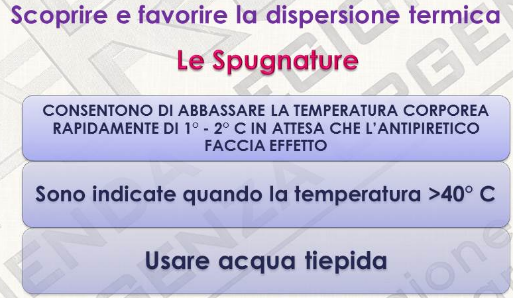 Scoprire e favorire la dispersione termica
Le Spugnature
CONSENTONO DI ABBASSARE LA TEMPERATURA CORPOREA
RAPIDAMENTE DI 1° - 2° C IN ATTESA CHE L'ANTIPIRETICO
FACCIA EFFETTO
Sono indicate quando la temperatura >40° C
Usare acqua tiepida